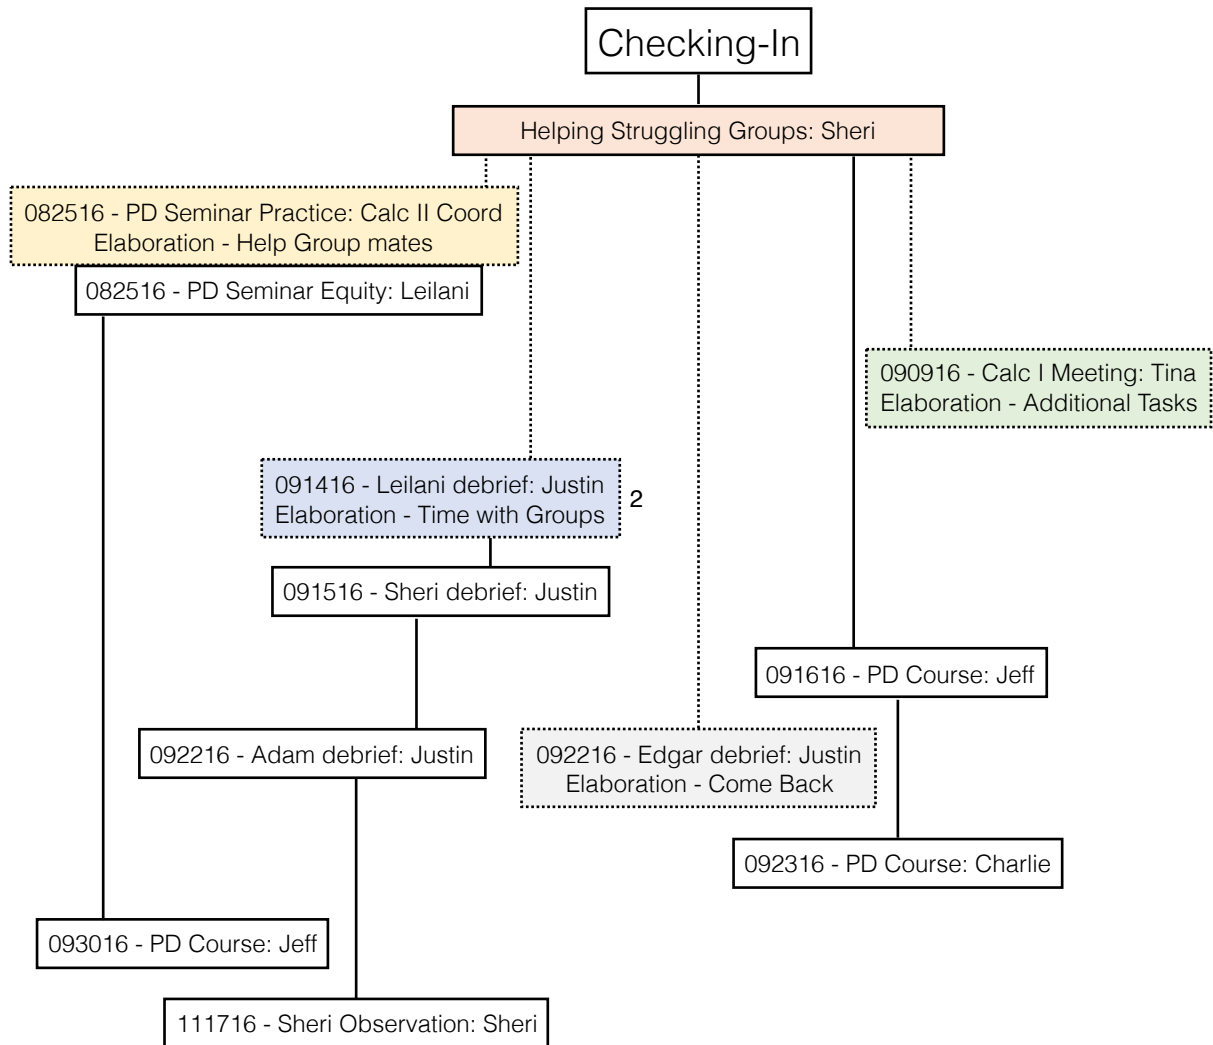 Checking-In
Helping Struggling Groups: Sheri
082516 - PD Seminar Practice: Calc II Coord
Elaboration - Help Group mates
082516 - PD Seminar Equity: Leilani
090916 - Calc I Meeting: Tina
Elaboration - Additional Tasks
091416 - Leilani debrief: Justin
Elaboration - Time with Groups
2
091516 - Sheri debrief: Justin
091616 - PD Course: Jeff
092216 - Adam debrief: Justin
092216 - Edgar debrief: Justin
Elaboration - Come Back
092316 - PD Course: Charlie
093016 - PD Course: Jeff
111716 - Sheri Observation: Sheri